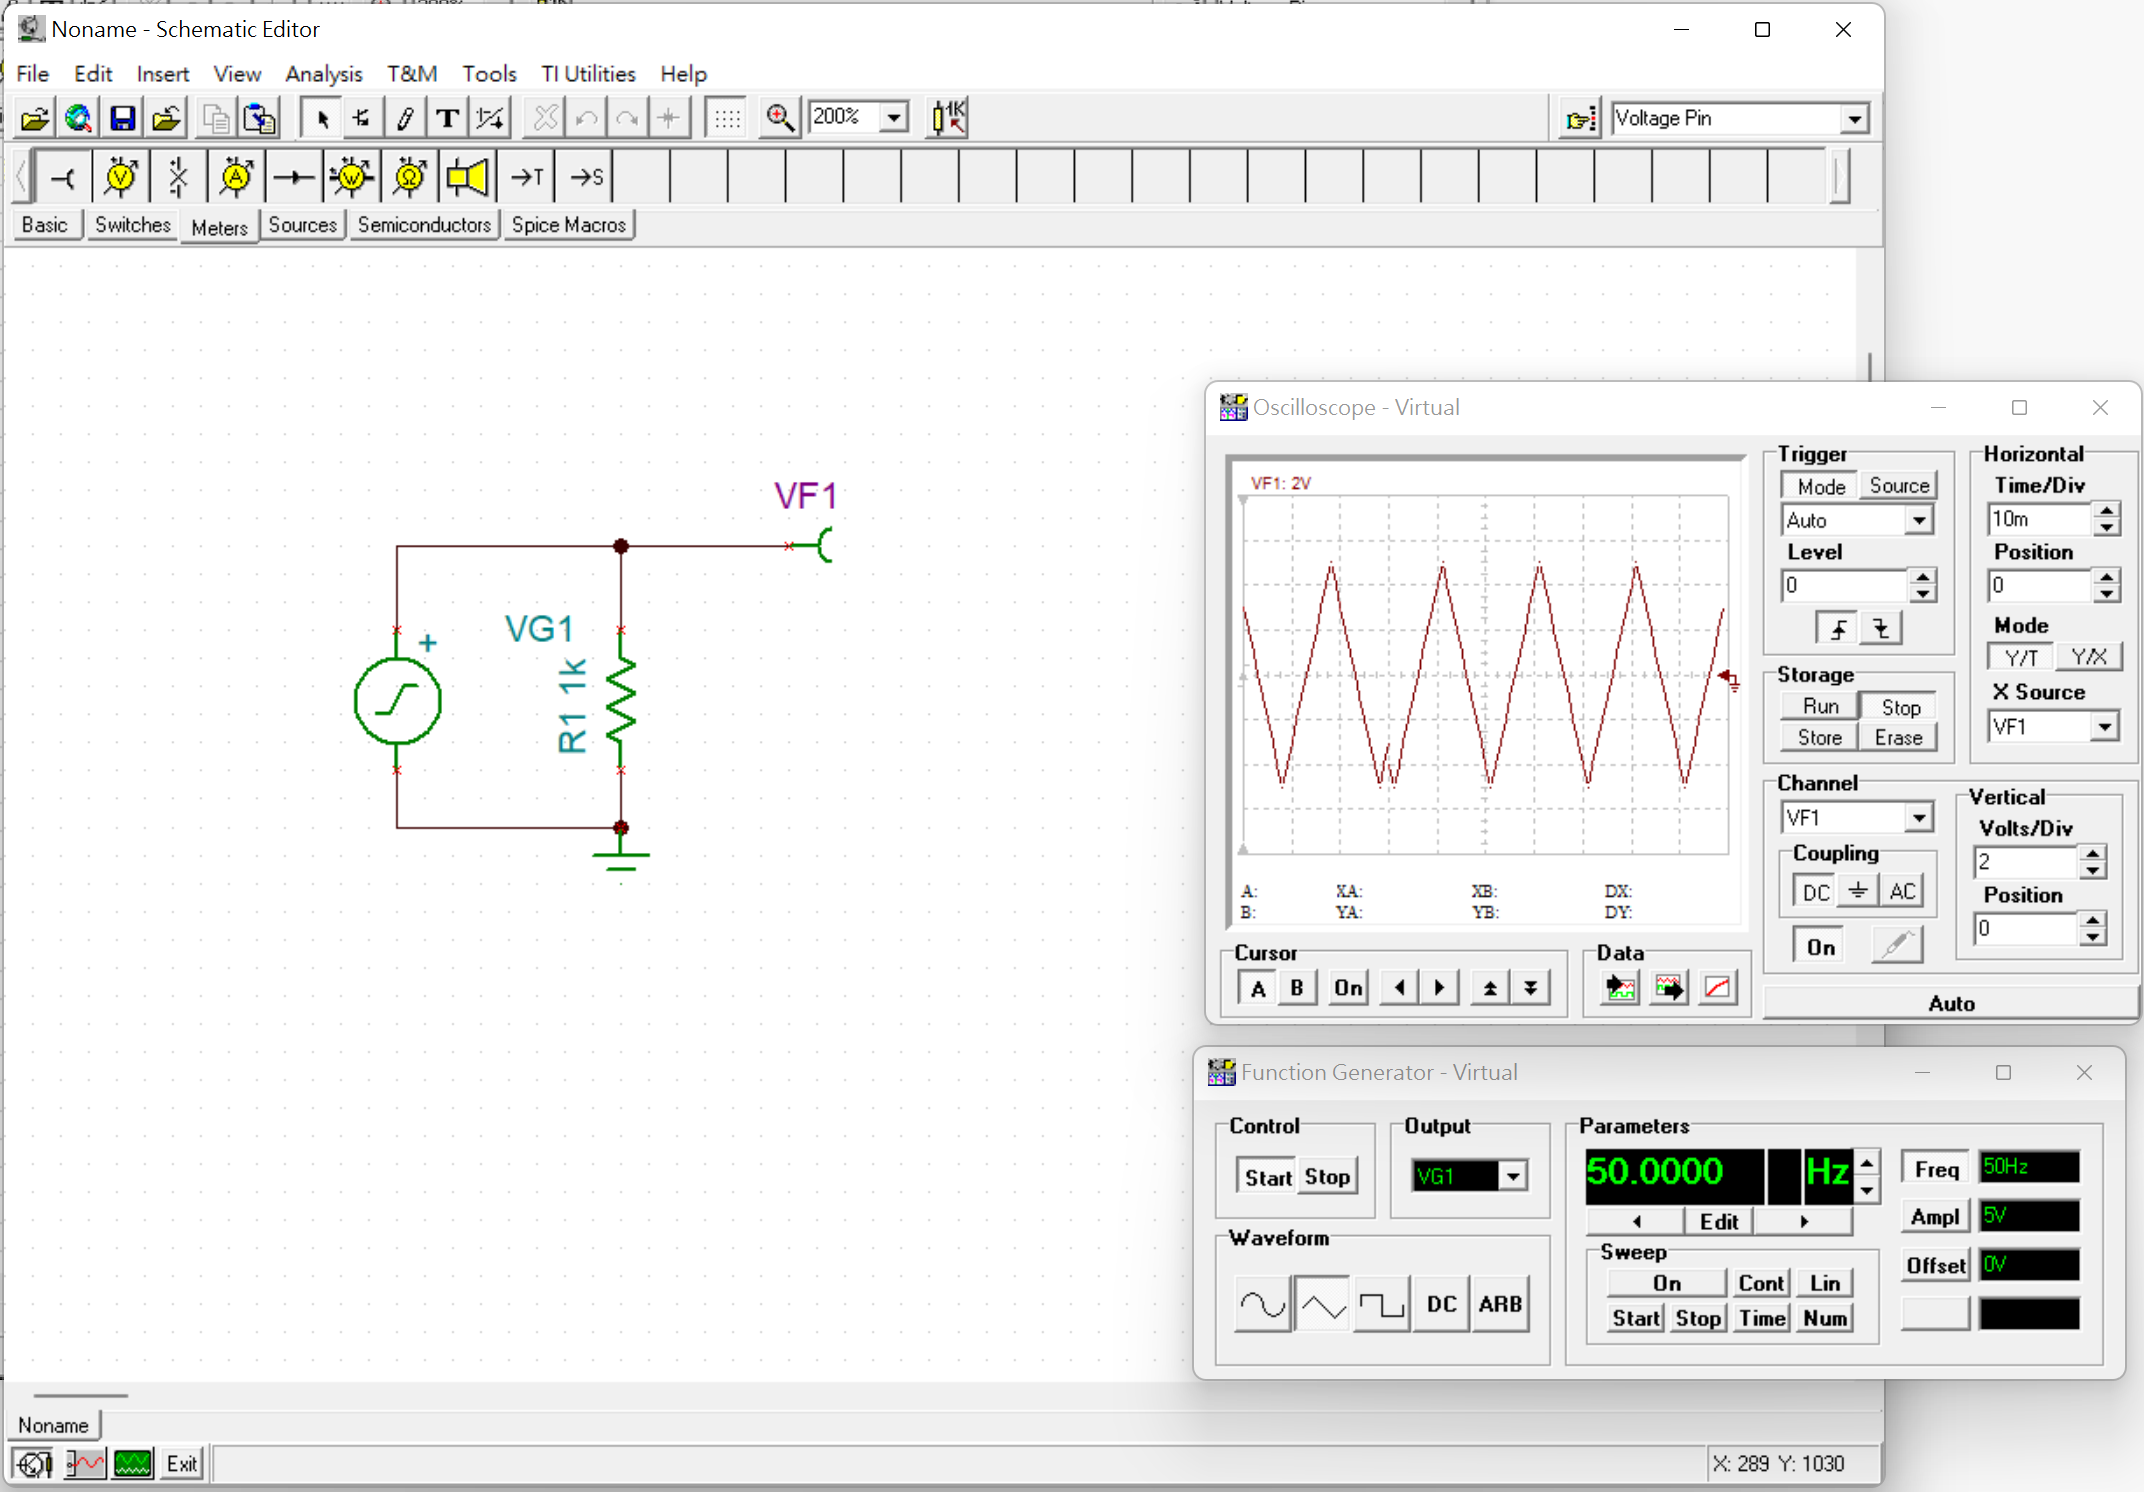 Noname - Schematic Editor
File Edit Insert View Analysis T&M Tools TI Utilities Help
T 200% 1K Voltage Pin
V A W Ω →T →S
Basic Switches Meters Sources Semiconductors Spice Macros
VF1
+
VG1
R1 1k
Oscilloscope - Virtual
VF1: 2V
A: XA: XB: DX:
B: YA: YB: DY:
Cursor
A B On
Data
Trigger
Mode Source
Auto
Level
0
Storage
Run Stop
Store Erase
Channel
VF1
Coupling
DC AC
On
Horizontal
Time/Div
10m
Position
0
Mode
Y/T Y/X
X Source
VF1
Vertical
Volts/Div
2
Position
0
Auto
Function Generator - Virtual
Control
Start Stop
Output
VG1
Waveform
DC ARB
Parameters
50.0000 Hz
Edit
Sweep
On Cont Lin
Start Stop Time Num
Freq 50Hz
Ampl 5V
Offset 0V
Noname
Exit
X: 289 Y: 1030